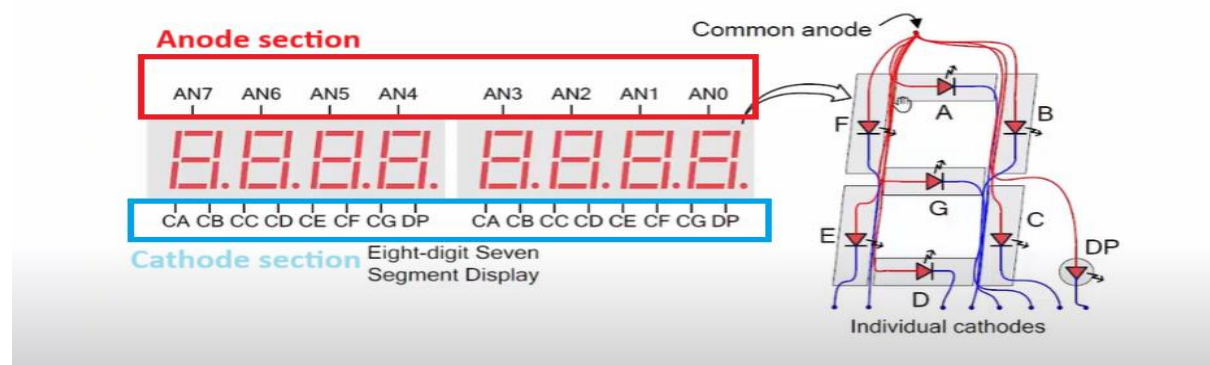 Anode section
AN7 AN6 AN5 AN4 AN3 AN2 AN1 AN0
CA CB CC CD CE CF CG DP CA CB CC CD CE CF CG DP
Cathode section
Eight-digit Seven
Segment Display
Common anode
A
F
B
G
E
C
DP
D
Individual cathodes